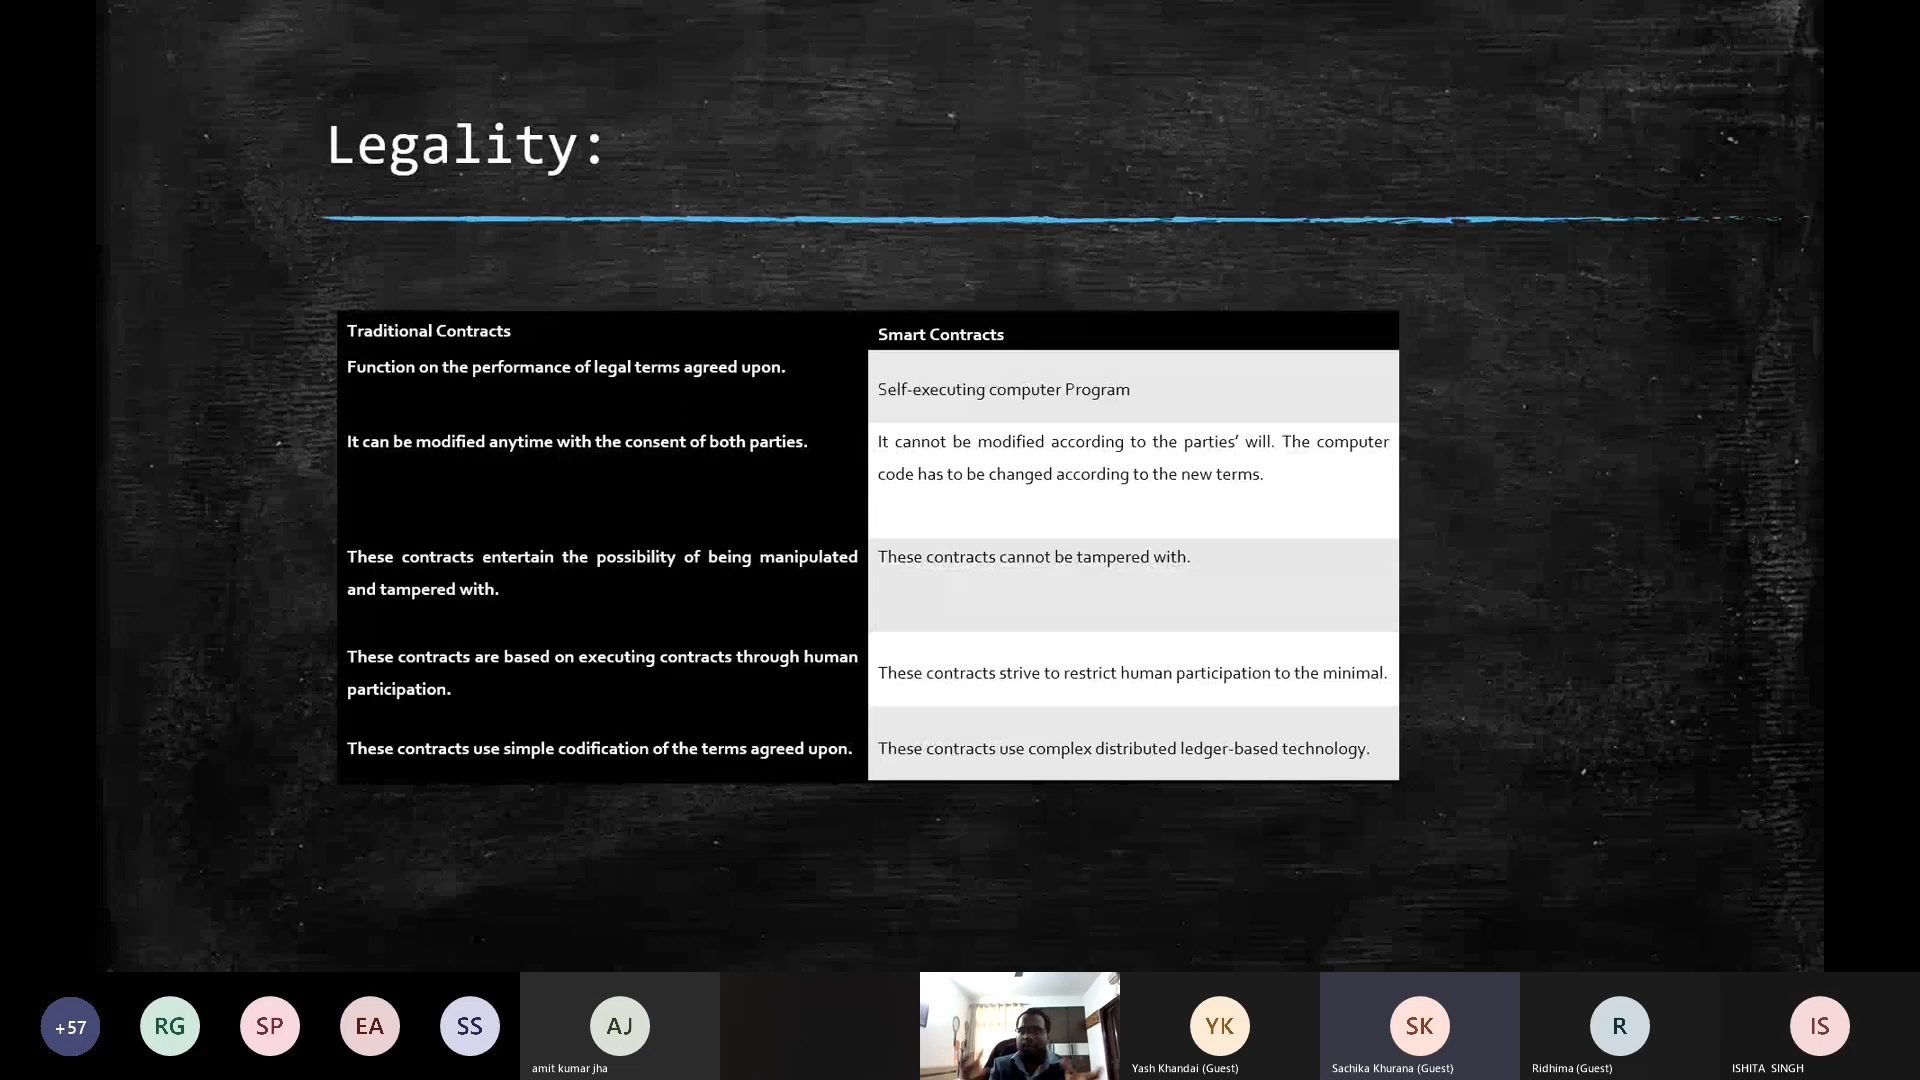 Legality:
Traditional Contracts
Smart Contracts
Function on the performance of legal terms agreed upon.
Self-executing computer Program
It can be modified anytime with the consent of both parties.
It cannot be modified according to the parties’ will. The computer
code has to be changed according to the new terms.
These contracts entertain the possibility of being manipulated
and tampered with.
These contracts cannot be tampered with.
These contracts are based on executing contracts through human
participation.
These contracts strive to restrict human participation to the minimal.
These contracts use simple codification of the terms agreed upon.
These contracts use complex distributed ledger-based technology.
+57
RG
SP
EA
SS
AJ
amit kumar jha
YK
Yash Khandai (Guest)
SK
Sachika Khurana (Guest)
R
Ridhima (Guest)
IS
ISHITA SINGH